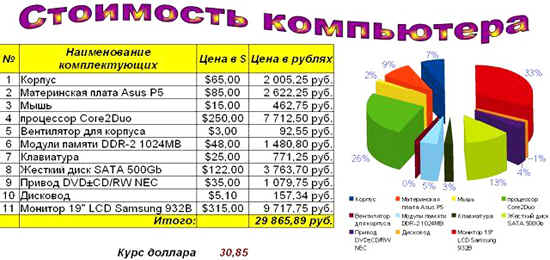 Стоимость компьютера
№ Наименование комплектующих Цена в $ Цена в рублях
1 Корпус $65,00 2 005,25 руб.
2 Материнская плата Asus P5 $85,00 2 622,25 руб.
3 Мышь $15,00 462,75 руб.
4 процессор Core2Duo $250,00 7 712,50 руб.
5 Вентилятор для корпуса $3,00 92,55 руб.
6 Модули памяти DDR-2 1024MB $48,00 1 480,80 руб.
7 Клавиатура $25,00 771,25 руб.
8 Жесткий диск SATA 500Gb $122,00 3 763,70 руб.
9 Привод DVD±CD/RW NEC $35,00 1 079,75 руб.
10 Дисковод $5,10 157,34 руб.
11 Монитор 19" LCD Samsung 932B $315,00 9 717,75 руб.
Итого: 29 865,89 руб.
Курс доллара 30,85
7%
9%
2%
33%
26%
1%
4%
0%
5%
3%
13%
Корпус
Материнская плата Asus P5
Мышь
процессор Core2Duo
Вентилятор для корпуса
Модули памяти DDR-2 1024MB
Клавиатура
Жёсткий диск SATA 500Gb
Привод DVD±CD/RW NEC
Дисковод
Монитор 19" LCD Samsung 932B